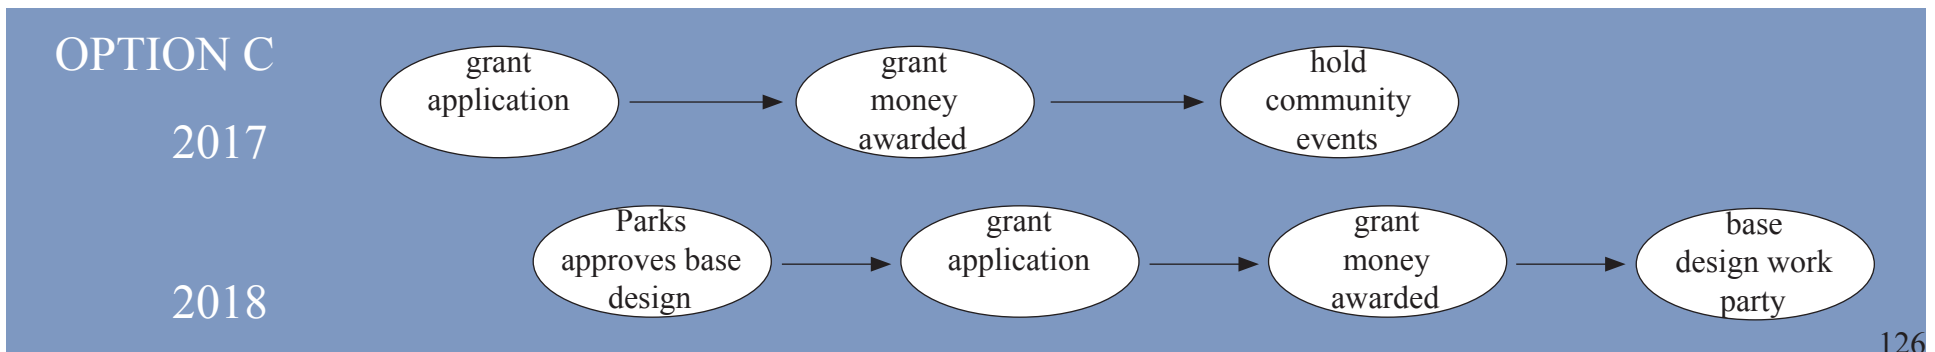 OPTION C
2017
grant
application
grant
money
awarded
hold
community
events
2018
Parks
approves base
design
grant
application
grant
money
awarded
base
design work
party
126